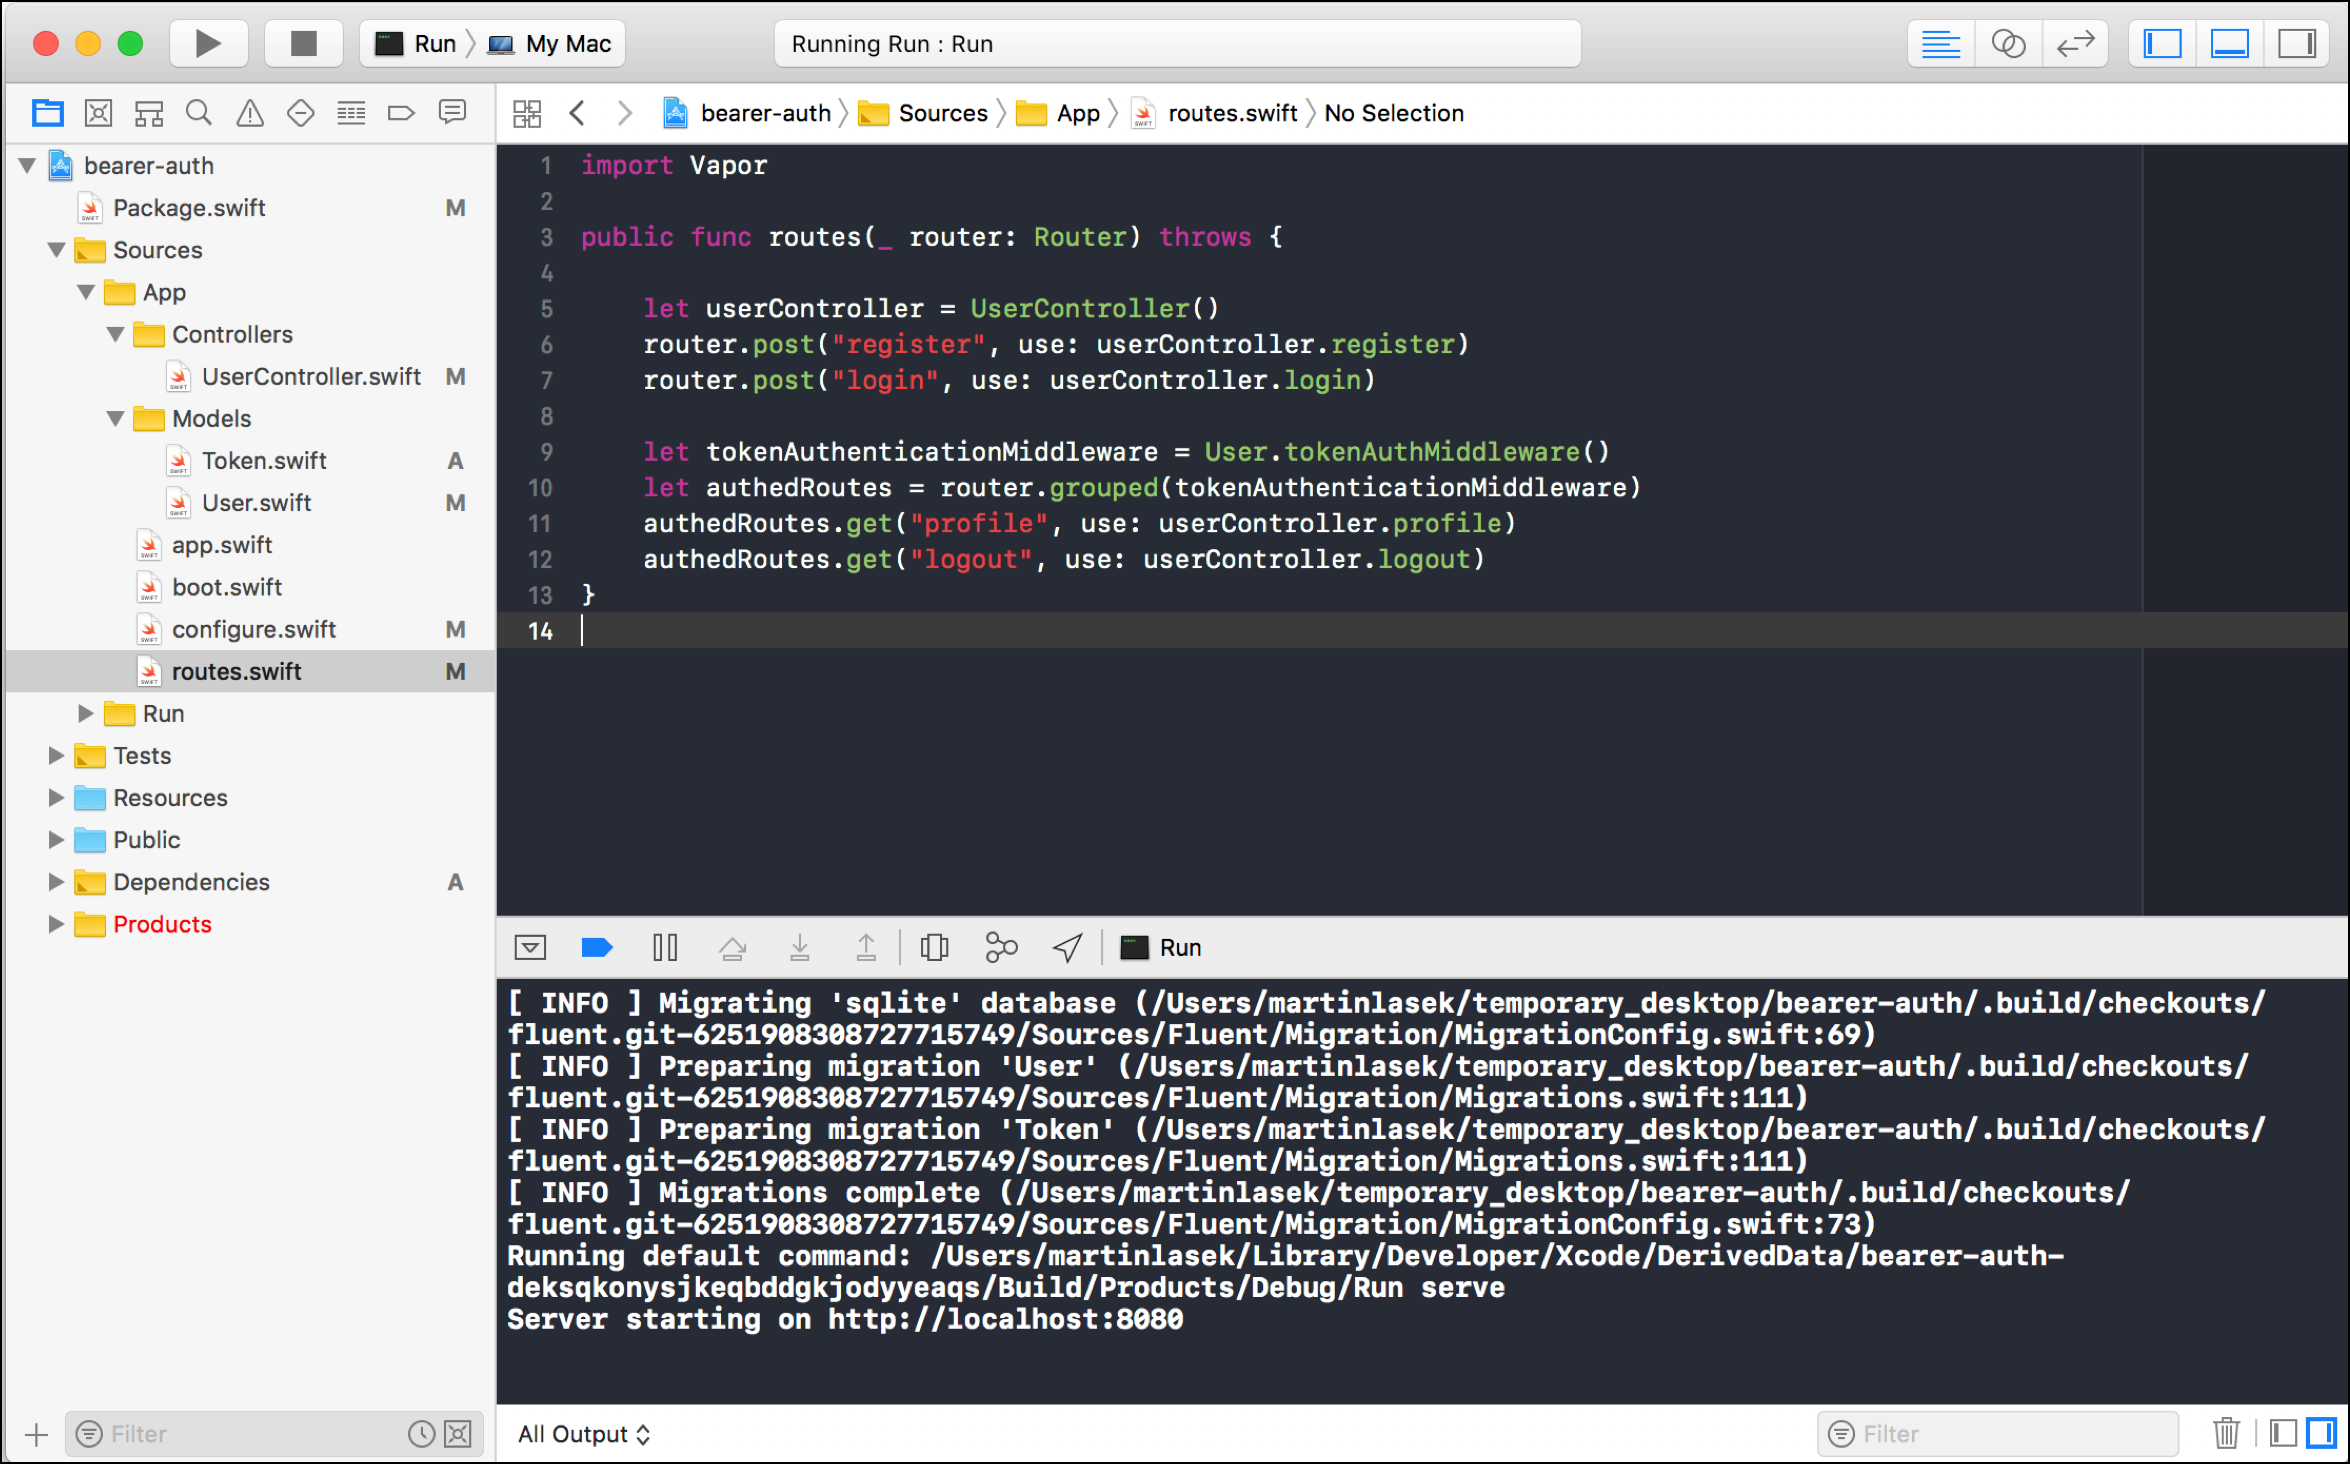 Run My Mac
Running Run : Run
bearer-auth Sources App routes.swift No Selection
bearer-auth
Package.swift M
Sources
App
Controllers
UserController.swift M
Models
Token.swift A
User.swift M
app.swift
boot.swift
configure.swift M
routes.swift M
Run
Tests
Resources
Public
Dependencies A
Products
Filter
1 import Vapor
2
3 public func routes(_ router: Router) throws {
4
5 let userController = UserController()
6 router.post("register", use: userController.register)
7 router.post("login", use: userController.login)
8
9 let tokenAuthenticationMiddleware = User.tokenAuthMiddleware()
10 let authedRoutes = router.grouped(tokenAuthenticationMiddleware)
11 authedRoutes.get("profile", use: userController.profile)
12 authedRoutes.get("logout", use: userController.logout)
13 }
14
Run
[ INFO ] Migrating 'sqlite' database (/Users/martinlasek/temporary_desktop/bearer-auth/.build/checkouts/
fluent.git-6251908308727715749/Sources/Fluent/Migration/MigrationConfig.swift:69)
[ INFO ] Preparing migration 'User' (/Users/martinlasek/temporary_desktop/bearer-auth/.build/checkouts/
fluent.git-6251908308727715749/Sources/Fluent/Migration/Migrations.swift:111)
[ INFO ] Preparing migration 'Token' (/Users/martinlasek/temporary_desktop/bearer-auth/.build/checkouts/
fluent.git-6251908308727715749/Sources/Fluent/Migration/Migrations.swift:111)
[ INFO ] Migrations complete (/Users/martinlasek/temporary_desktop/bearer-auth/.build/checkouts/
fluent.git-6251908308727715749/Sources/Fluent/Migration/MigrationConfig.swift:73)
Running default command: /Users/martinlasek/Library/Developer/Xcode/DerivedData/bearer-auth-
deksqkonysjkeqbddgkjodyyeaqs/Build/Products/Debug/Run serve
Server starting on http://localhost:8080
All Output
Filter